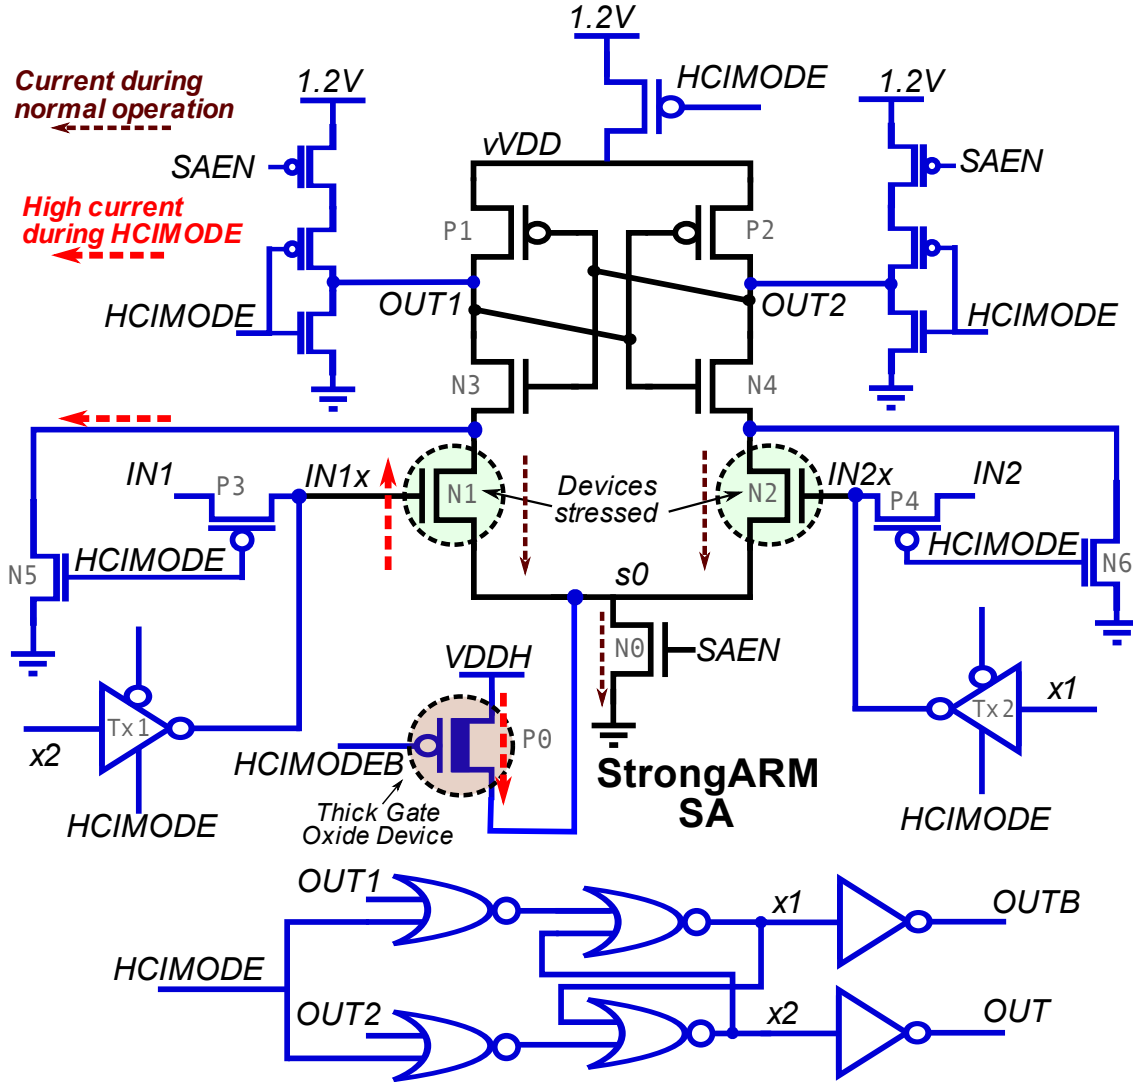 1.2V
HCIMODE
Current during
normal operation
1.2V
1.2V
vVDD
SAEN
SAEN
High current
during HCIMODE
P1
P2
OUT1
OUT2
HCIMODE
HCIMODE
N3
N4
IN1
P3
IN1x
N1
Devices
stressed
N2
IN2x
P4
IN2
HCIMODE
HCIMODE
N5
N6
s0
N0
SAEN
VDDH
x2
Tx1
P0
Tx2
x1
HCIMODEB
StrongARM
SA
HCIMODE
Thick Gate
Oxide Device
HCIMODE
OUT1
x1
OUTB
HCIMODE
OUT2
x2
OUT